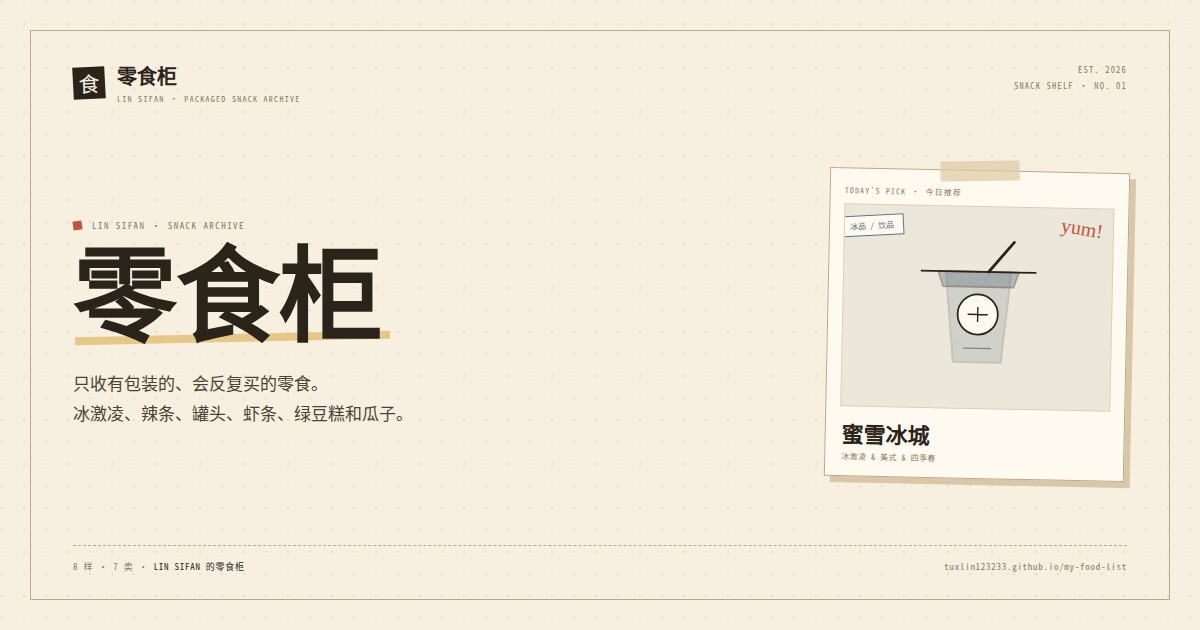 食
零食柜
LIN SIFAN · PACKAGED SNACK ARCHIVE
EST. 2026
SNACK SHELF · NO. 01
LIN SIFAN · SNACK ARCHIVE
零食柜
只收有包装的、会反复买的零食。
冰激凌、辣条、罐头、虾条、绿豆糕和瓜子。
TODAY'S PICK · 今日推荐
冰品 / 饮品
yum!
蜜雪冰城
冰激凌 & 美式 & 四季春
8 样 · 7 类 · LIN SIFAN 的零食柜
tuxlin123233.github.io/my-food-list